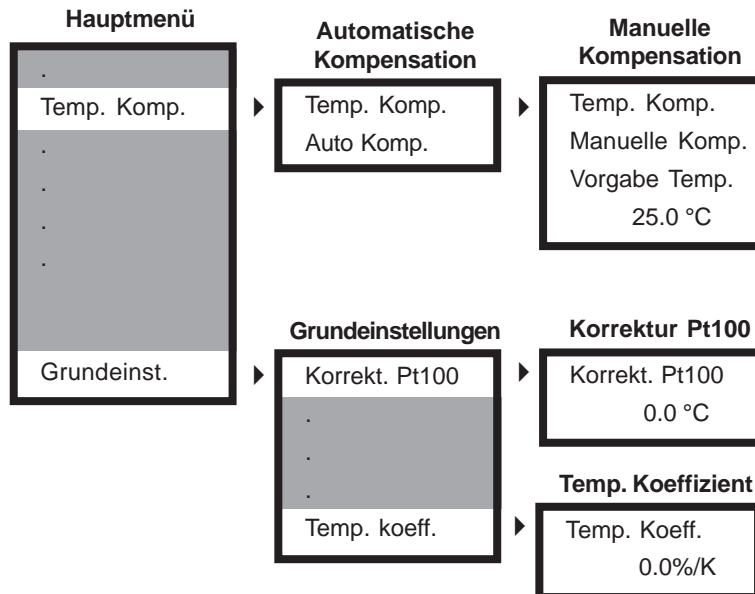 Hauptmenü
.
Temp. Komp.
.
.
.
.
Grundeinst.
Automatische
Kompensation
Temp. Komp.
Auto Komp.
Manuelle
Kompensation
Temp. Komp.
Manuelle Komp.
Vorgabe Temp.
25.0 °C
Grundeinstellungen
Korrekt. Pt100
.
.
.
Temp. koeff.
Korrektur Pt100
Korrekt. Pt100
0.0 °C
Temp. Koeffizient
Temp. Koeff.
0.0%/K